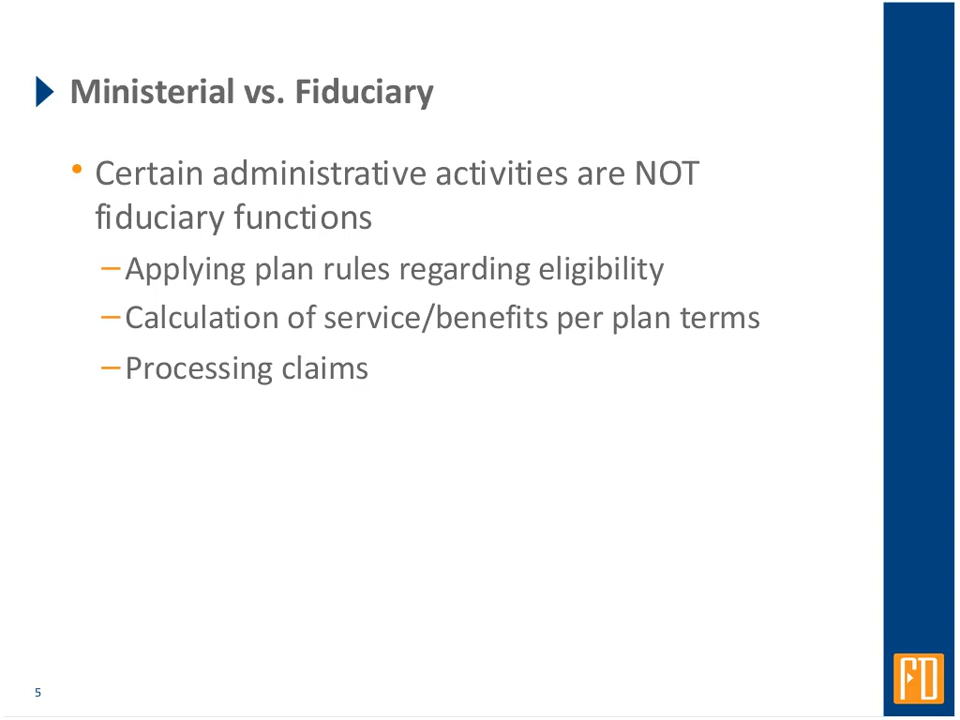 Ministerial vs. Fiduciary
• Certain administrative activities are NOT
fiduciary functions
–Applying plan rules regarding eligibility
–Calculation of service/benefits per plan terms
–Processing claims
5
FD